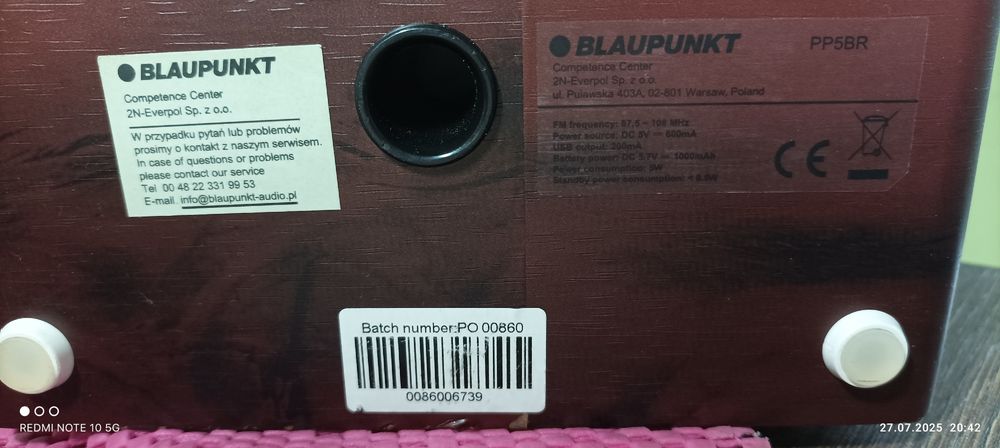 BLAUPUNKT
Competence Center
2N-Everpol Sp. z o.o.
W przypadku pytań lub problemów
prosimy o kontakt z naszym serwisem.
In case of questions or problems
please contact our service
Tel 00 48 22 331 99 53
E-mail info@blaupunkt-audio.pl
BLAUPUNKT PP5BR
Competence Center
2N-Everpol Sp. z o.o.
ul. Puławska 403A, 02-801 Warsaw, Poland
FM frequency: 87,5 ~ 108 MHz
Power source: DC 5V 600mA
USB output: 200mA
Battery power: DC 3.7V 1000mAh
Power consumption: 5W
Standby power consumption: < 0.5W
CE
Batch number:PO 00860
0086006739
REDMI NOTE 10 5G
27.07.2025 20:42